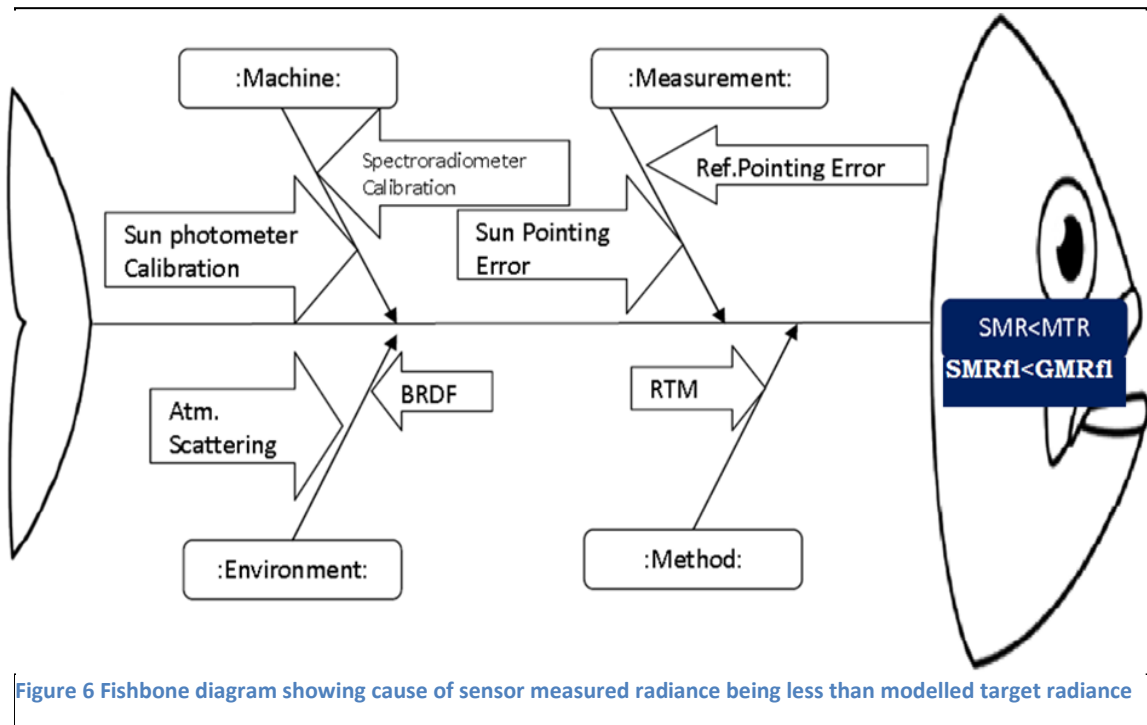 :Machine:
:Measurement:
Spectroradiometer
Calibration
Ref.Pointing Error
Sun photometer
Calibration
Sun Pointing
Error
SMR<MTR
SMRfl<GMRfl
BRDF
RTM
Atm.
Scattering
:Environment:
:Method:
Figure 6 Fishbone diagram showing cause of sensor measured radiance being less than modelled target radiance